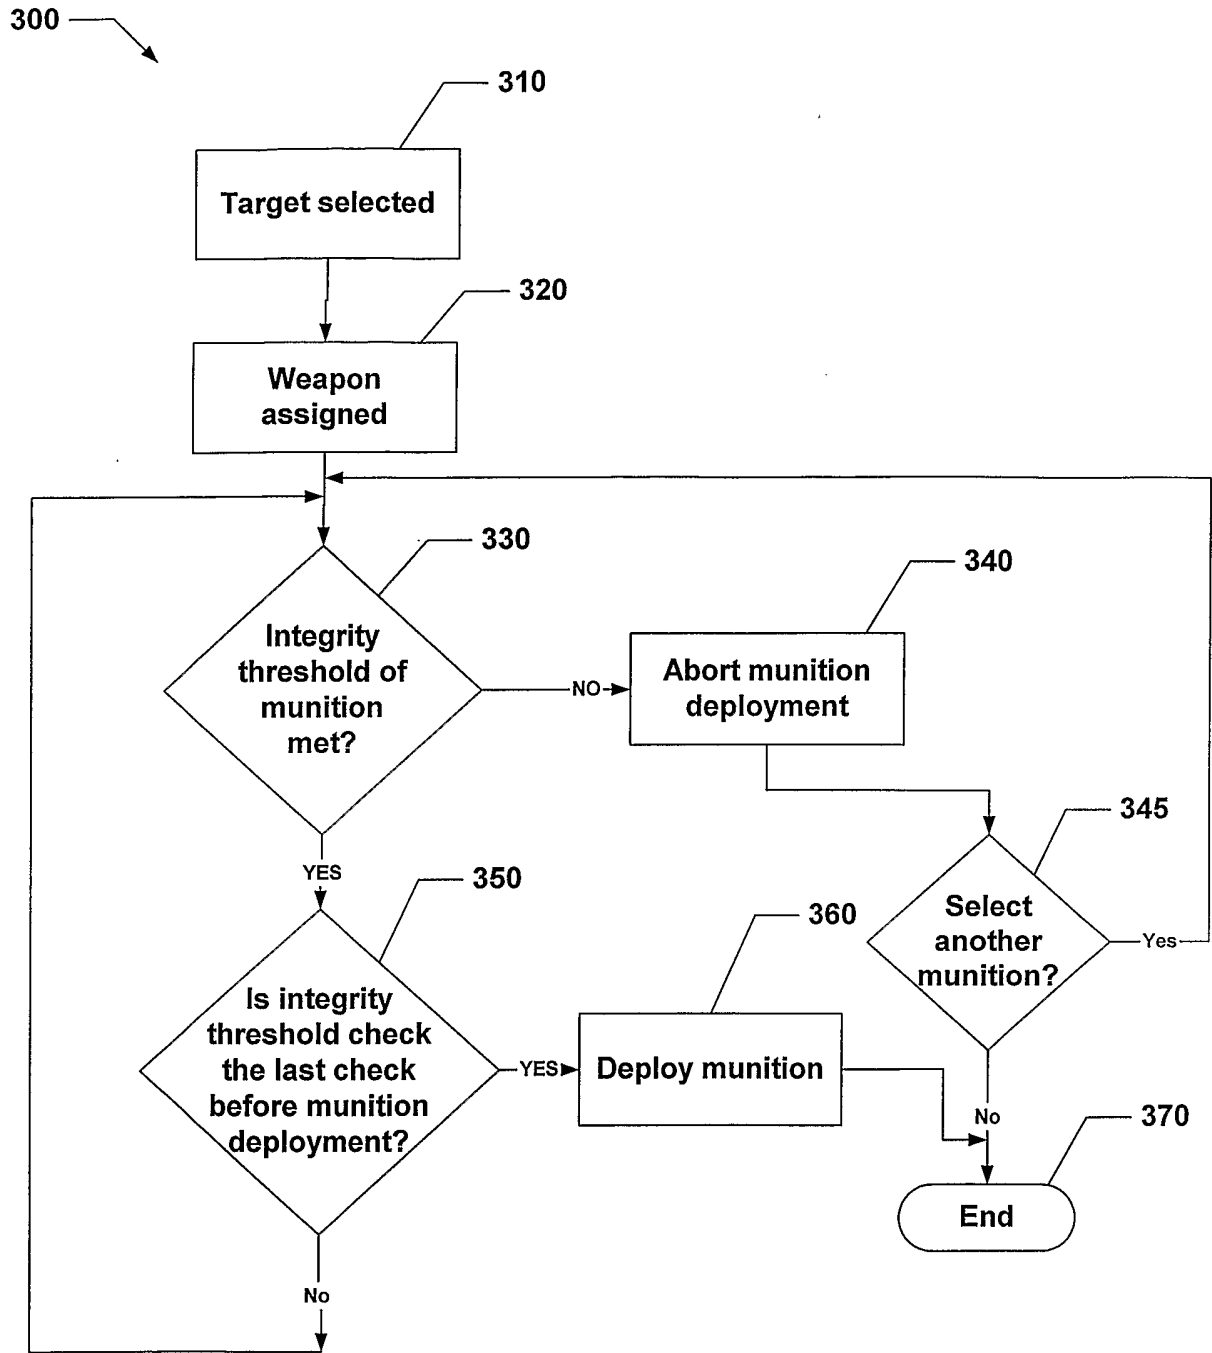 300
310
Target selected
320
Weapon
assigned
330
Integrity
threshold of
munition
met?
NO
340
Abort munition
deployment
345
Select
another
munition?
Yes
YES
350
Is integrity
threshold check
the last check
before munition
deployment?
YES
360
Deploy munition
No
370
End
No